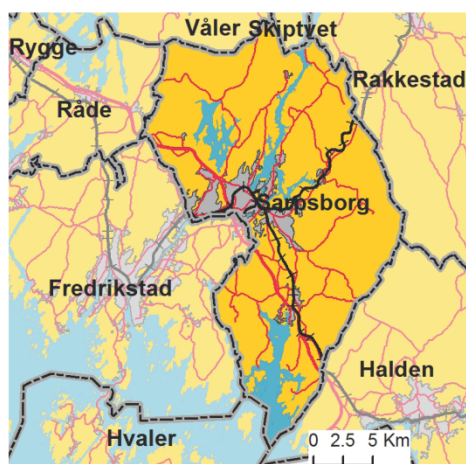 Våler Skiptvet
Rygge
Rakkestad
Råde
Sarpsborg
Fredrikstad
Halden
Hvaler
0 2.5 5 Km